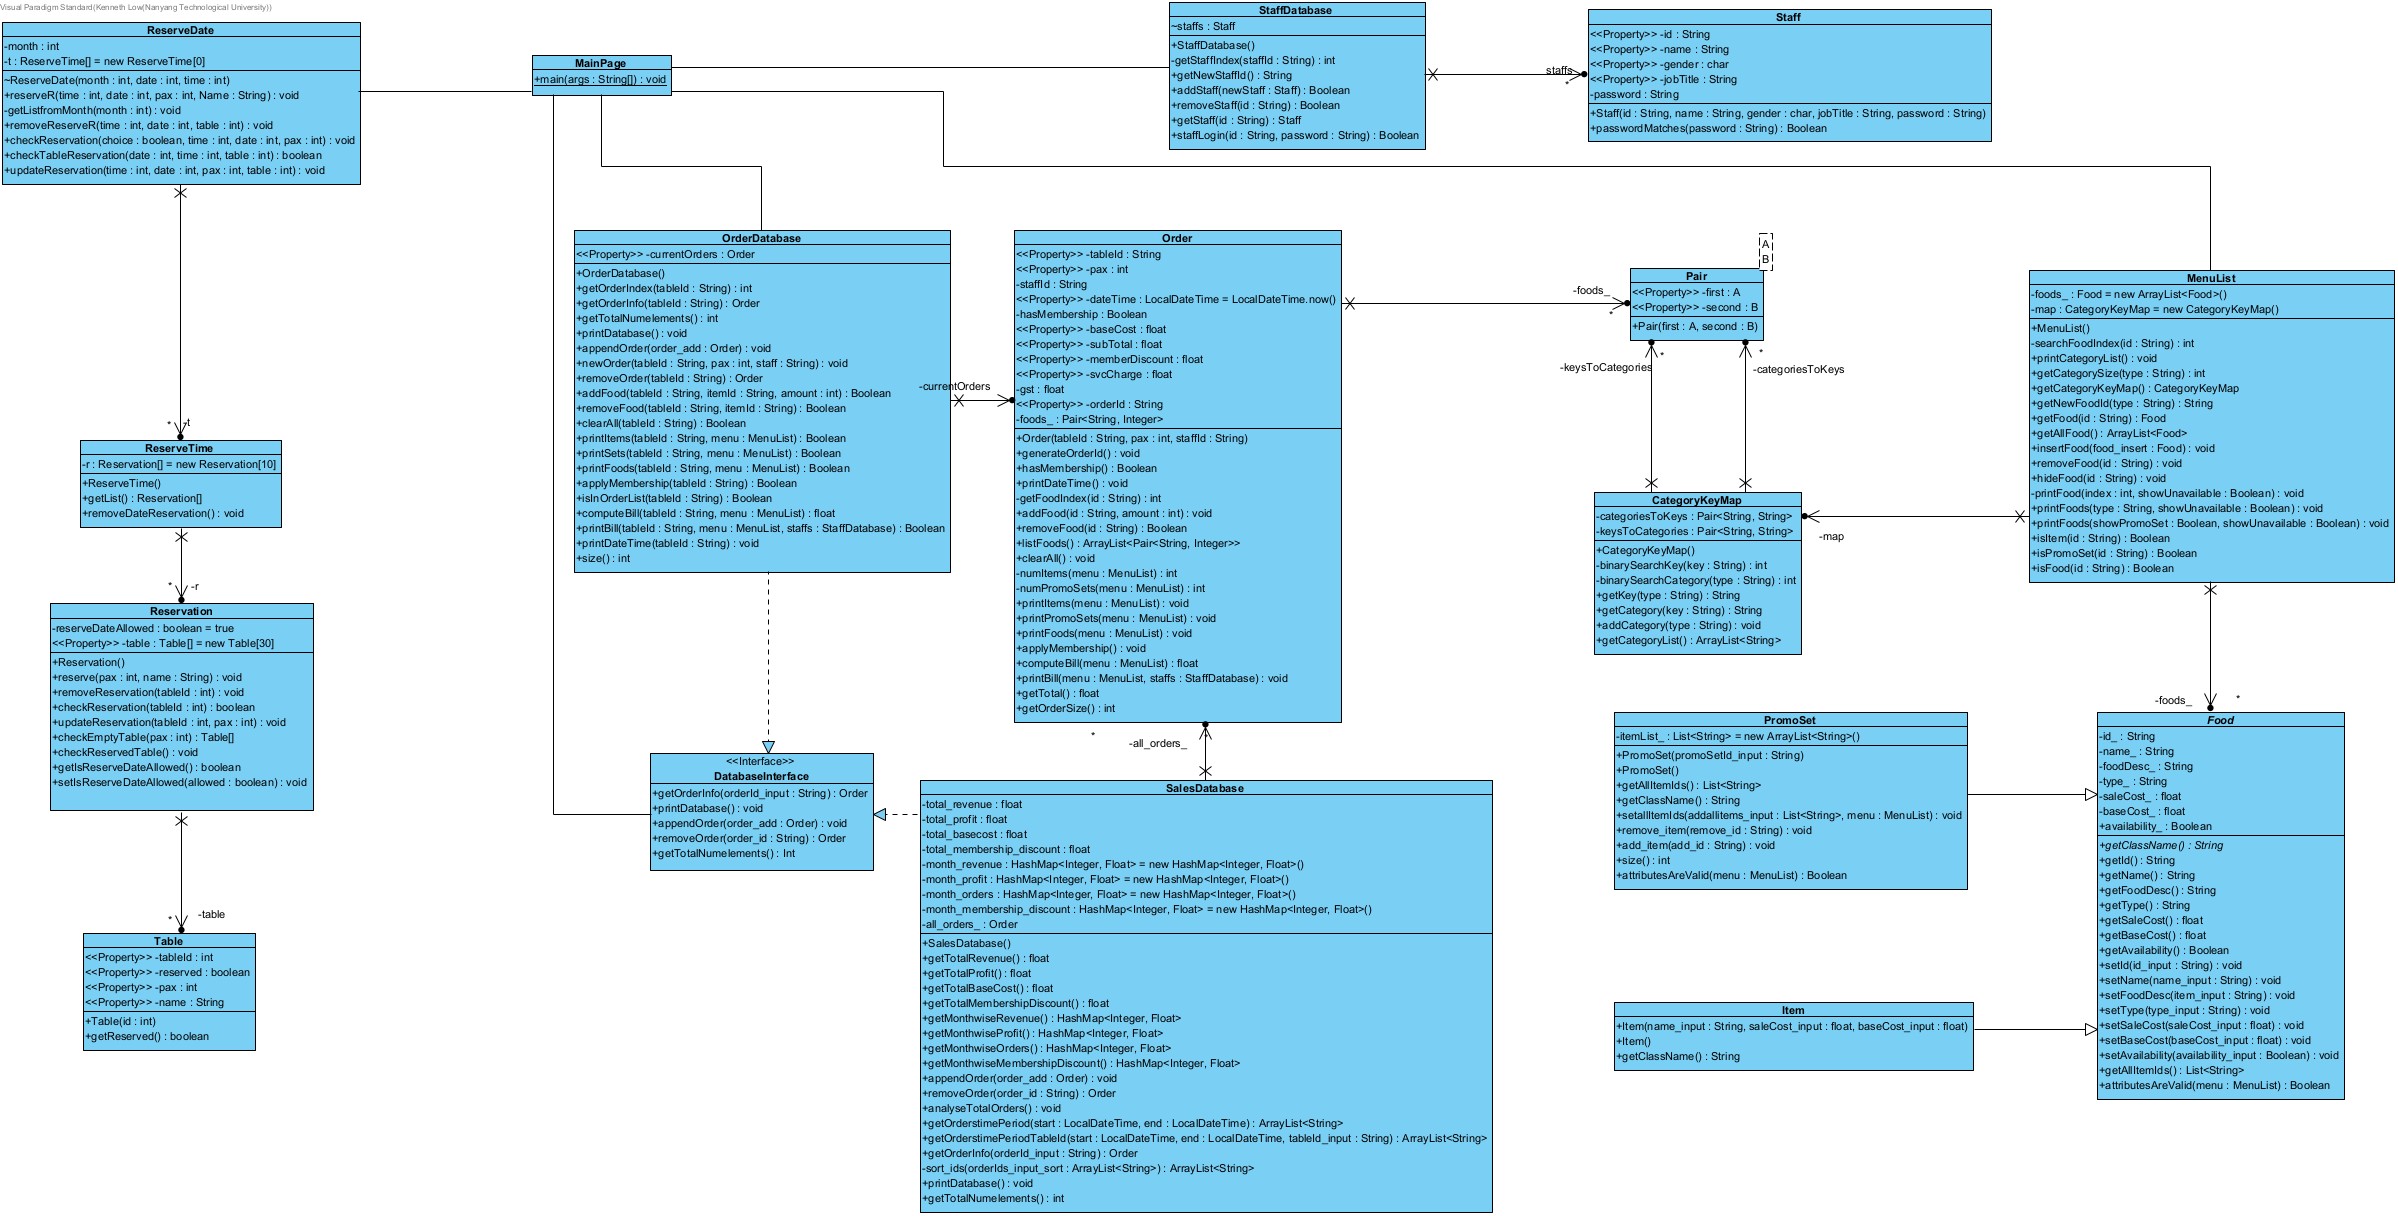 Visual Paradigm Standard(Kenneth Low(Nanyang Technological University))
ReserveDate
-month : int
-t : ReserveTime[] = new ReserveTime[0]
~ReserveDate(month : int, date : int, time : int)
+reserveR(time : int, date : int, pax : int, Name : String) : void
-getListfromMonth(month : int) : void
+removeReserveR(time : int, date : int, table : int) : void
+checkReservation(choice : boolean, time : int, date : int, pax : int) : void
+checkTableReservation(date : int, time : int, table : int) : boolean
+updateReservation(time : int, date : int, pax : int, table : int) : void
* -t
ReserveTime
-r : Reservation[] = new Reservation[10]
+ReserveTime()
+getList() : Reservation[]
+removeDateReservation() : void
* -r
Reservation
-reserveDateAllowed : boolean = true
<<Property>> -table : Table[] = new Table[30]
+Reservation()
+reserve(pax : int, name : String) : void
+removeReservation(tableId : int) : void
+checkReservation(tableId : int) : boolean
+updateReservation(tableId : int, pax : int) : void
+checkEmptyTable(pax : int) : Table[]
+checkReservedTable() : void
+getIsReserveDateAllowed() : boolean
+setIsReserveDateAllowed(allowed : boolean) : void
* -table
Table
<<Property>> -tableId : int
<<Property>> -reserved : boolean
<<Property>> -pax : int
<<Property>> -name : String
+Table(id : int)
+getReserved() : boolean
MainPage
+main(args : String[]) : void
StaffDatabase
~staffs : Staff
+StaffDatabase()
-getStaffIndex(staffId : String) : int
+getNewStaffId() : String
+addStaff(newStaff : Staff) : Boolean
+removeStaff(id : String) : Boolean
+getStaff(id : String) : Staff
+staffLogin(id : String, password : String) : Boolean
staffs
*
Staff
<<Property>> -id : String
<<Property>> -name : String
<<Property>> -gender : char
<<Property>> -jobTitle : String
-password : String
+Staff(id : String, name : String, gender : char, jobTitle : String, password : String)
+passwordMatches(password : String) : Boolean
OrderDatabase
<<Property>> -currentOrders : Order
+OrderDatabase()
+getOrderIndex(tableId : String) : int
+getOrderInfo(tableId : String) : Order
+getTotalNumelements() : int
+printDatabase() : void
+appendOrder(order_add : Order) : void
+newOrder(tableId : String, pax : int, staff : String) : void
+removeOrder(tableId : String) : Order
+addFood(tableId : String, itemId : String, amount : int) : Boolean
+removeFood(tableId : String, itemId : String) : Boolean
+clearAll(tableId : String) : Boolean
+printItems(tableId : String, menu : MenuList) : Boolean
+printSets(tableId : String, menu : MenuList) : Boolean
+printFoods(tableId : String, menu : MenuList) : Boolean
+applyMembership(tableId : String) : Boolean
+isInOrderList(tableId : String) : Boolean
+computeBill(tableId : String, menu : MenuList) : float
+printBill(tableId : String, menu : MenuList, staffs : StaffDatabase) : Boolean
+printDateTime(tableId : String) : void
+size() : int
-currentOrders
Order
<<Property>> -tableId : String
<<Property>> -pax : int
-staffId : String
<<Property>> -dateTime : LocalDateTime = LocalDateTime.now()
-hasMembership : Boolean
<<Property>> -baseCost : float
<<Property>> -subTotal : float
<<Property>> -memberDiscount : float
<<Property>> -svcCharge : float
-gst : float
<<Property>> -orderId : String
-foods_ : Pair<String, Integer>
+Order(tableId : String, pax : int, staffId : String)
+generateOrderId() : void
+hasMembership() : Boolean
+printDateTime() : void
-getFoodIndex(id : String) : int
+addFood(id : String, amount : int) : void
+removeFood(id : String) : Boolean
+listFoods() : ArrayList<Pair<String, Integer>>
+clearAll() : void
-numItems(menu : MenuList) : int
-numPromoSets(menu : MenuList) : int
+printItems(menu : MenuList) : void
+printPromoSets(menu : MenuList) : void
+printFoods(menu : MenuList) : void
+applyMembership() : void
+computeBill(menu : MenuList) : float
+printBill(menu : MenuList, staffs : StaffDatabase) : void
+getTotal() : float
+getOrderSize() : int
* -all_orders_
-foods_
*
A
B
Pair
<<Property>> -first : A
<<Property>> -second : B
+Pair(first : A, second : B)
* *
-keysToCategories -categoriesToKeys
CategoryKeyMap
-categoriesToKeys : Pair<String, String>
-keysToCategories : Pair<String, String>
+CategoryKeyMap()
-binarySearchKey(key : String) : int
-binarySearchCategory(type : String) : int
+getKey(type : String) : String
+getCategory(key : String) : String
+addCategory(type : String) : void
+getCategoryList() : ArrayList<String>
-map
MenuList
-foods_ : Food = new ArrayList<Food>()
-map : CategoryKeyMap = new CategoryKeyMap()
+MenuList()
-searchFoodIndex(id : String) : int
+printCategoryList() : void
+getCategorySize(type : String) : int
+getCategoryKeyMap() : CategoryKeyMap
+getNewFoodId(type : String) : String
+getFood(id : String) : Food
+getAllFood() : ArrayList<Food>
+insertFood(food_insert : Food) : void
+removeFood(id : String) : void
+hideFood(id : String) : void
-printFood(index : int, showUnavailable : Boolean) : void
+printFoods(type : String, showUnavailable : Boolean) : void
+printFoods(showPromoSet : Boolean, showUnavailable : Boolean) : void
+isItem(id : String) : Boolean
+isPromoSet(id : String) : Boolean
+isFood(id : String) : Boolean
-foods_ *
<<Interface>>
DatabaseInterface
+getOrderInfo(orderId_input : String) : Order
+printDatabase() : void
+appendOrder(order_add : Order) : void
+removeOrder(order_id : String) : Order
+getTotalNumelements() : Int
SalesDatabase
-total_revenue : float
-total_profit : float
-total_basecost : float
-total_membership_discount : float
-month_revenue : HashMap<Integer, Float> = new HashMap<Integer, Float>()
-month_profit : HashMap<Integer, Float> = new HashMap<Integer, Float>()
-month_orders : HashMap<Integer, Float> = new HashMap<Integer, Float>()
-month_membership_discount : HashMap<Integer, Float> = new HashMap<Integer, Float>()
-all_orders_ : Order
+SalesDatabase()
+getTotalRevenue() : float
+getTotalProfit() : float
+getTotalBaseCost() : float
+getTotalMembershipDiscount() : float
+getMonthwiseRevenue() : HashMap<Integer, Float>
+getMonthwiseProfit() : HashMap<Integer, Float>
+getMonthwiseOrders() : HashMap<Integer, Float>
+getMonthwiseMembershipDiscount() : HashMap<Integer, Float>
+appendOrder(order_add : Order) : void
+removeOrder(order_id : String) : Order
+analyseTotalOrders() : void
+getOrderstimePeriod(start : LocalDateTime, end : LocalDateTime) : ArrayList<String>
+getOrderstimePeriodTableId(start : LocalDateTime, end : LocalDateTime, tableId_input : String) : ArrayList<String>
+getOrderInfo(orderId_input : String) : Order
-sort_ids(orderIds_input_sort : ArrayList<String>) : ArrayList<String>
+printDatabase() : void
+getTotalNumelements() : int
PromoSet
-itemList_ : List<String> = new ArrayList<String>()
+PromoSet(promoSetId_input : String)
+PromoSet()
+getAllItemIds() : List<String>
+getClassName() : String
+setallItemIds(addallitems_input : List<String>, menu : MenuList) : void
+remove_item(remove_id : String) : void
+add_item(add_id : String) : void
+size() : int
+attributesAreValid(menu : MenuList) : Boolean
Item
+Item(name_input : String, saleCost_input : float, baseCost_input : float)
+Item()
+getClassName() : String
Food
-id_ : String
-name_ : String
-foodDesc_ : String
-type_ : String
-saleCost_ : float
-baseCost_ : float
+availability_ : Boolean
+getClassName() : String
+getId() : String
+getName() : String
+getFoodDesc() : String
+getType() : String
+getSaleCost() : float
+getBaseCost() : float
+getAvailability() : Boolean
+setId(id_input : String) : void
+setName(name_input : String) : void
+setFoodDesc(item_input : String) : void
+setType(type_input : String) : void
+setSaleCost(saleCost_input : float) : void
+setBaseCost(baseCost_input : float) : void
+setAvailability(availability_input : Boolean) : void
+getAllItemIds() : List<String>
+attributesAreValid(menu : MenuList) : Boolean